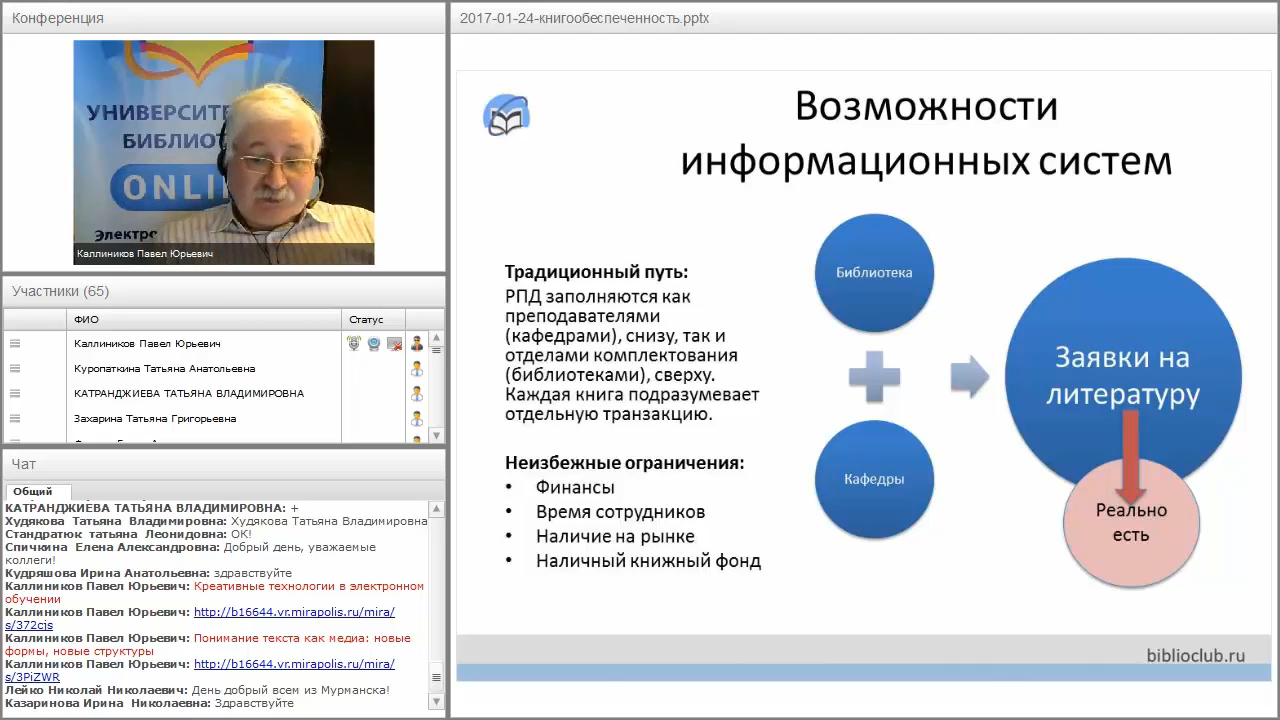 Конференция
УНИВЕРСИТЕ
БИБЛИО
ONLI
Электро
Каллиников Павел Юрьевич
Участники (65)
ФИО
Статус
Каллиников Павел Юрьевич
Куропаткина Татьяна Анатольевна
КАТРАНДЖИЕВА ТАТЬЯНА ВЛАДИМИРОВНА
Захарина Татьяна Григорьевна
Чат
Общий
КАТРАНДЖИЕВА ТАТЬЯНА ВЛАДИМИРОВНА: +
Худякова Татьяна Владимировна: Худякова Татьяна Владимировна
Стандратюк татьяна Леонидовна: ОК!
Спичкина Елена Александровна: Добрый день, уважаемые
коллеги!
Кудряшова Ирина Анатольевна: здравствуйте
Каллиников Павел Юрьевич: Креативные технологии в электронном
обучении
Каллиников Павел Юрьевич: http://b16644.vr.mirapolis.ru/mira/
s/372cjs
Каллиников Павел Юрьевич: Понимание текста как медиа: новые
формы, новые структуры
Каллиников Павел Юрьевич: http://b16644.vr.mirapolis.ru/mira/
s/3PiZWR
Лейко Николай Николаевич: День добрый всем из Мурманска!
Казаринова Ирина Николаевна: Здравствуйте
2017-01-24-книгообеспеченность.pptx
Возможности
информационных систем
Традиционный путь:
РПД заполняются как
преподавателями
(кафедрами), снизу, так и
отделами комплектования
(библиотеками), сверху.
Каждая книга подразумевает
отдельную транзакцию.
Неизбежные ограничения:
• Финансы
• Время сотрудников
• Наличие на рынке
• Наличный книжный фонд
Библиотека
Кафедры
Заявки на
литературу
Реально
есть
biblioclub.ru